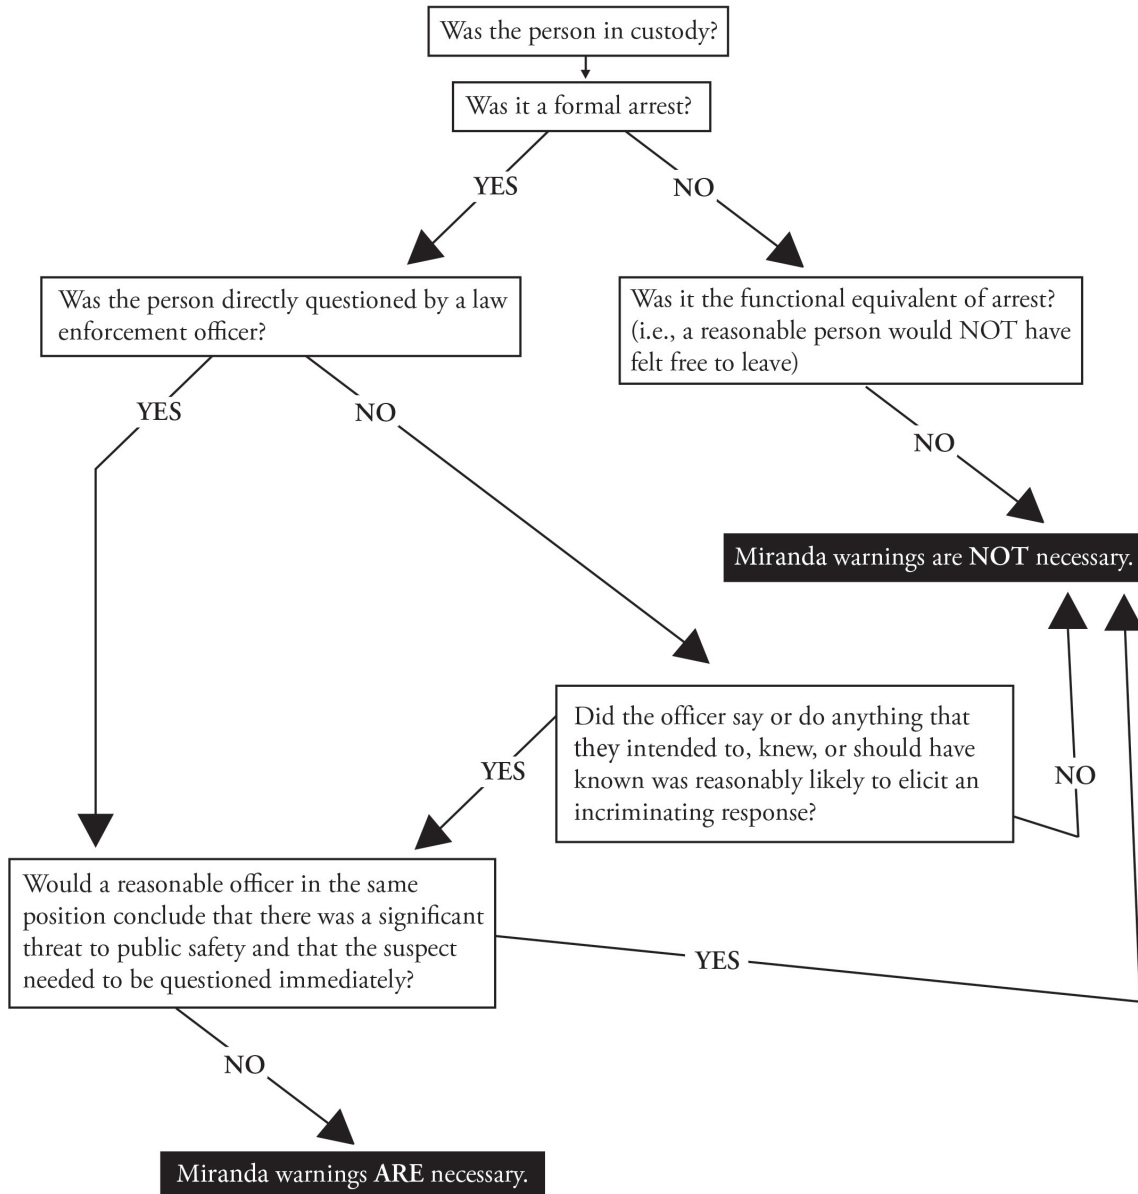 Was the person in custody?
Was it a formal arrest?
YES
NO
Was the person directly questioned by a law
enforcement officer?
Was it the functional equivalent of arrest?
(i.e., a reasonable person would NOT have
felt free to leave)
YES
NO
NO
Miranda warnings are NOT necessary.
Did the officer say or do anything that
they intended to, knew, or should have
known was reasonably likely to elicit an
incriminating response?
YES
NO
Would a reasonable officer in the same
position conclude that there was a significant
threat to public safety and that the suspect
needed to be questioned immediately?
YES
NO
Miranda warnings ARE necessary.